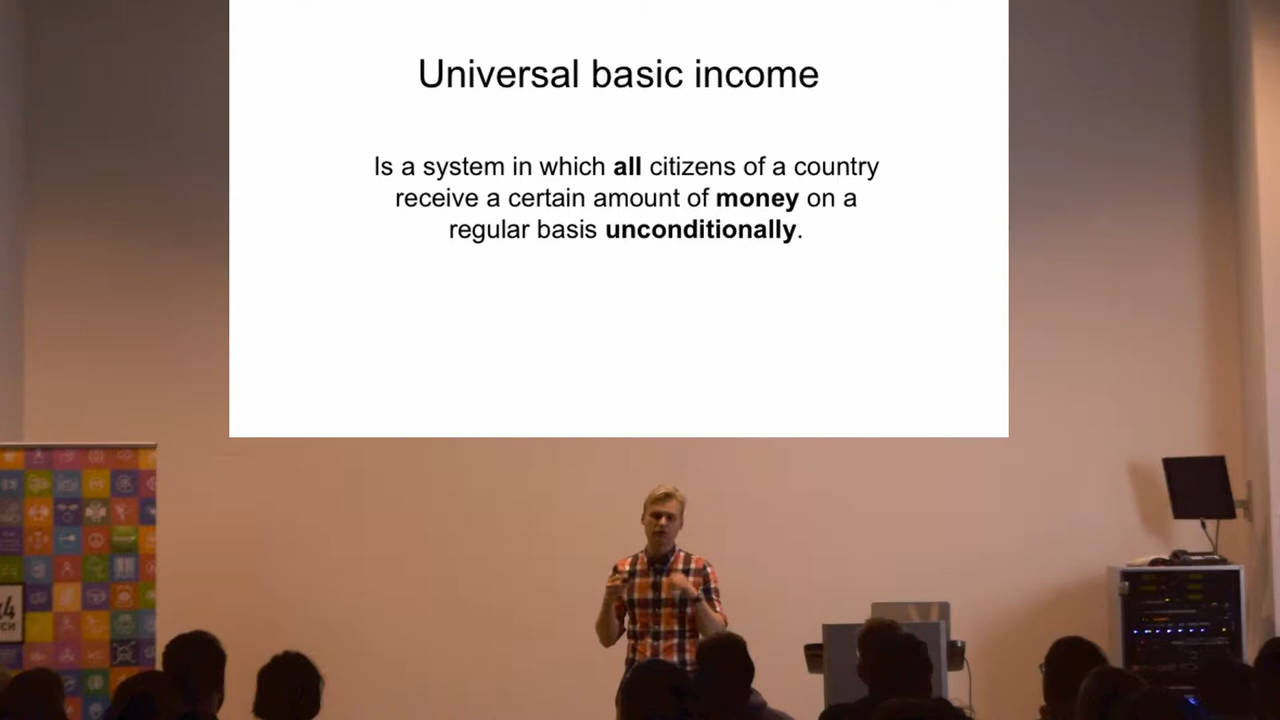 Universal basic income
Is a system in which all citizens of a country
receive a certain amount of money on a
regular basis unconditionally.